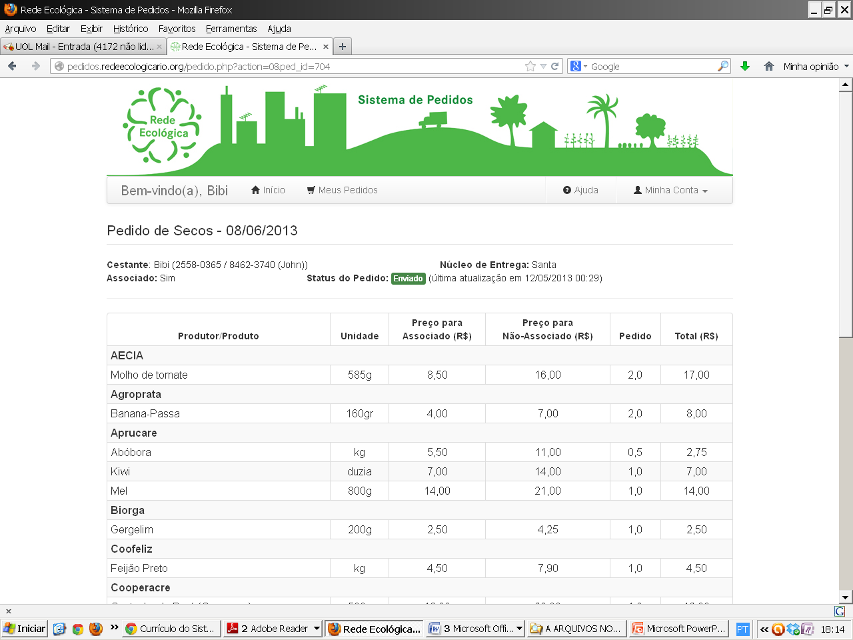 Rede Ecológica - Sistema de Pedidos - Mozilla Firefox
Arquivo Editar Exibir Histórico Favoritos Ferramentas Ajuda
UOL Mail - Entrada (4172 não lid... × Rede Ecológica - Sistema de Pe... × +
pedidos.redeecologicario.org/pedido.php?action=0&ped_id=704 Google Minha opinião
Sistema de Pedidos
Rede
Ecológica
Bem-vindo(a), Bibi Início Meus Pedidos Ajuda Minha Conta
Pedido de Secos - 08/06/2013
Cestante: Bibi (2558-0365 / 8462-3740 (John)) Núcleo de Entrega: Santa
Associado: Sim Status do Pedido: Enviado (última atualização em 12/05/2013 00:29)
Produtor/Produto Unidade Preço para Associado (R$) Preço para Não-Associado (R$) Pedido Total (R$)
AECIA
Molho de tomate 585g 8,50 16,00 2,0 17,00
Agroprata
Banana-Passa 160gr 4,00 7,00 2,0 8,00
Aprucare
Abóbora kg 5,50 11,00 0,5 2,75
Kiwi duzia 7,00 14,00 1,0 7,00
Mel 800g 14,00 21,00 1,0 14,00
Biorga
Gergelim 200g 2,50 4,25 1,0 2,50
Coofeliz
Feijão Preto kg 4,50 7,90 1,0 4,50
Cooperacre
×
Iniciar » Currículo do Sist... 2 Adobe Reader Rede Ecológica... 3 Microsoft Offi... A ARQUIVOS NO... Microsoft PowerP... PT « 18:14